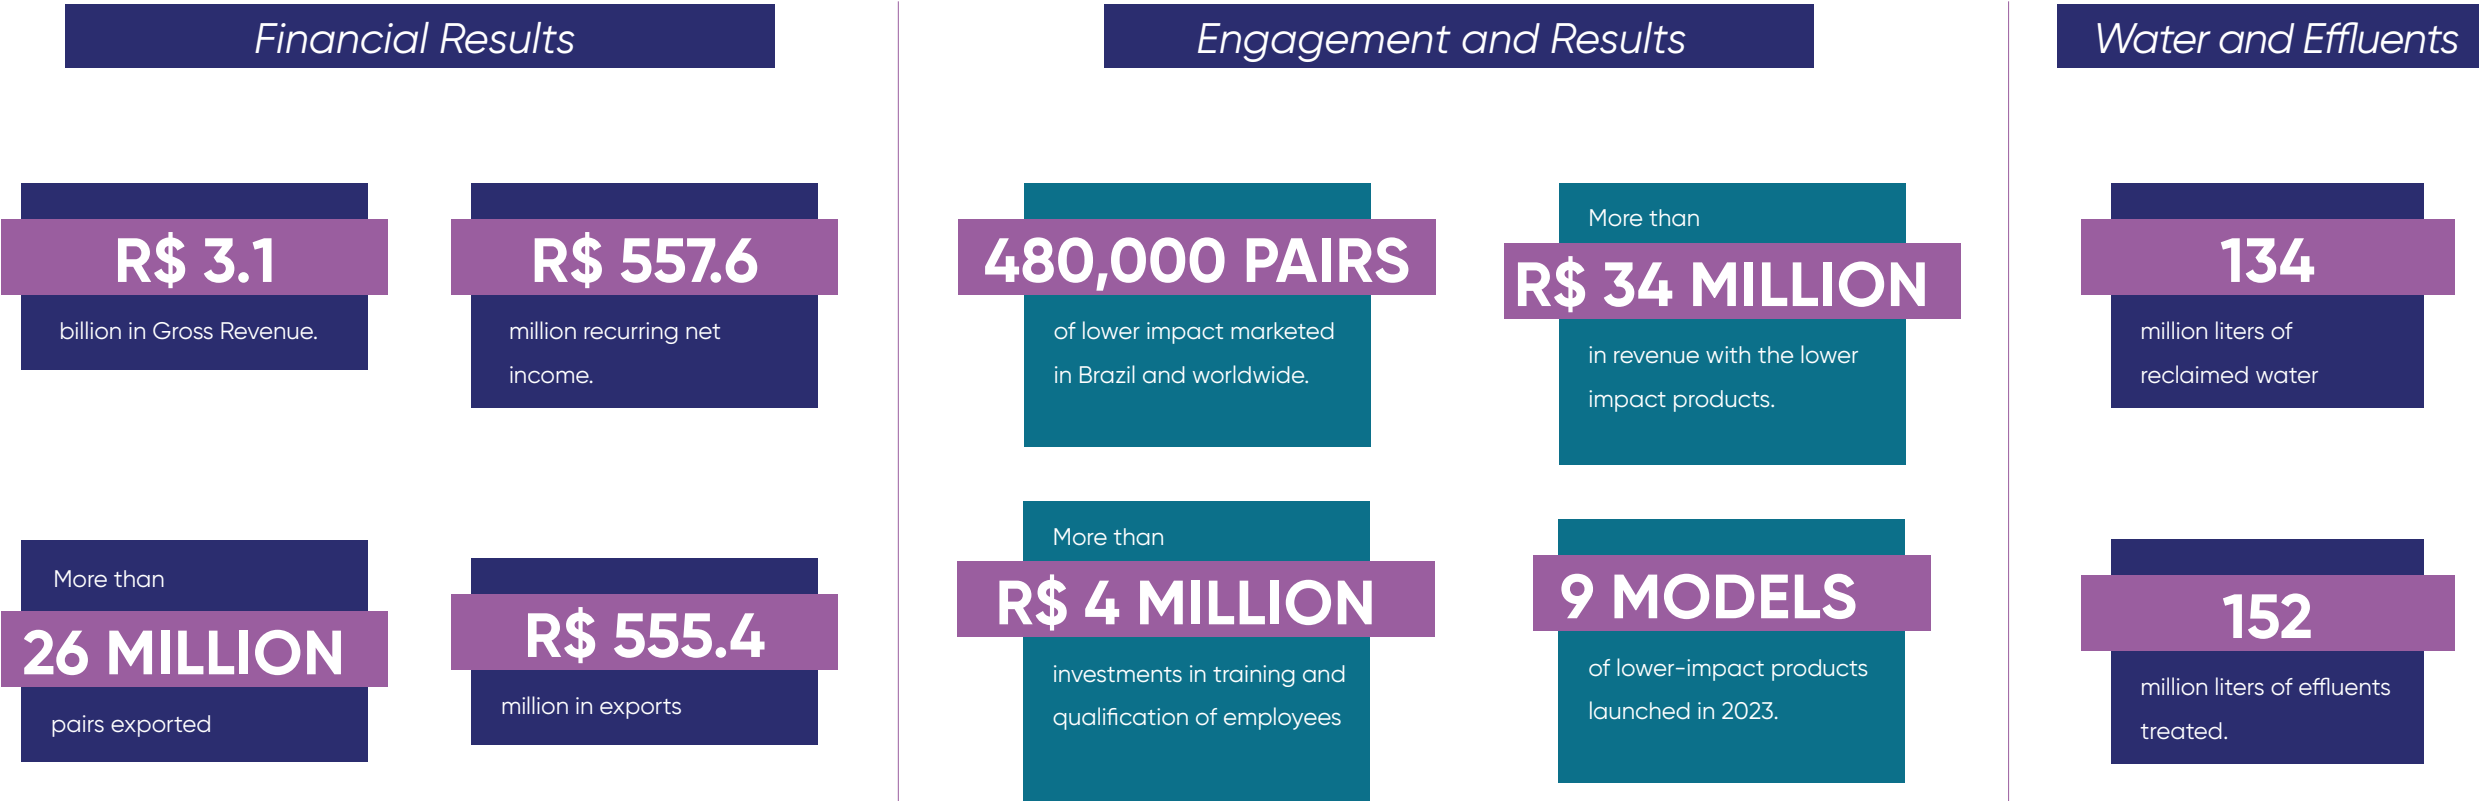 Financial Results
R$ 3.1
billion in Gross Revenue.
R$ 557.6
million recurring net
income.
More than
26 MILLION
pairs exported
R$ 555.4
million in exports
Engagement and Results
480,000 PAIRS
of lower impact marketed
in Brazil and worldwide.
More than
R$ 34 MILLION
in revenue with the lower
impact products.
More than
R$ 4 MILLION
investments in training and
qualification of employees
9 MODELS
of lower-impact products
launched in 2023.
Water and Effluents
134
million liters of
reclaimed water
152
million liters of effluents
treated.